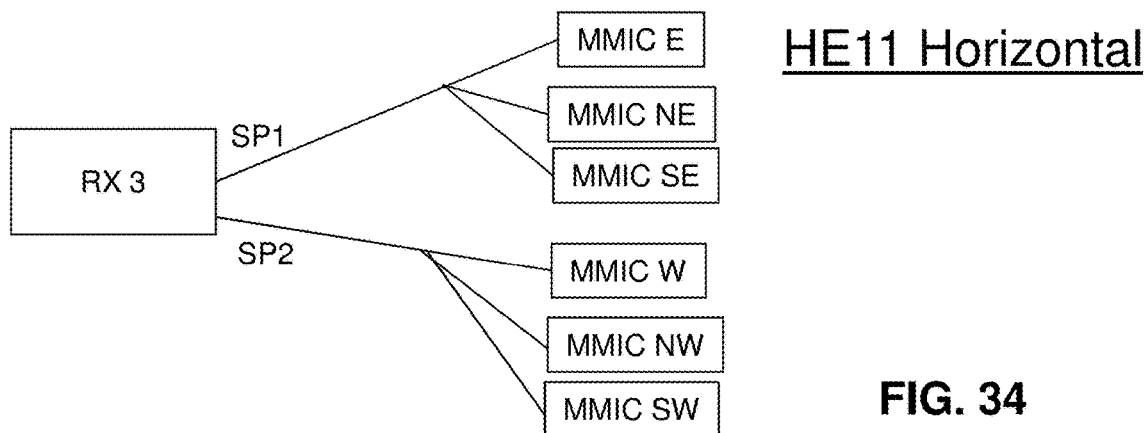 MMIC E
HE11 Horizontal
MMIC NE
SP1
MMIC SE
RX 3
SP2
MMIC W
MMIC NW
MMIC SW
FIG. 34